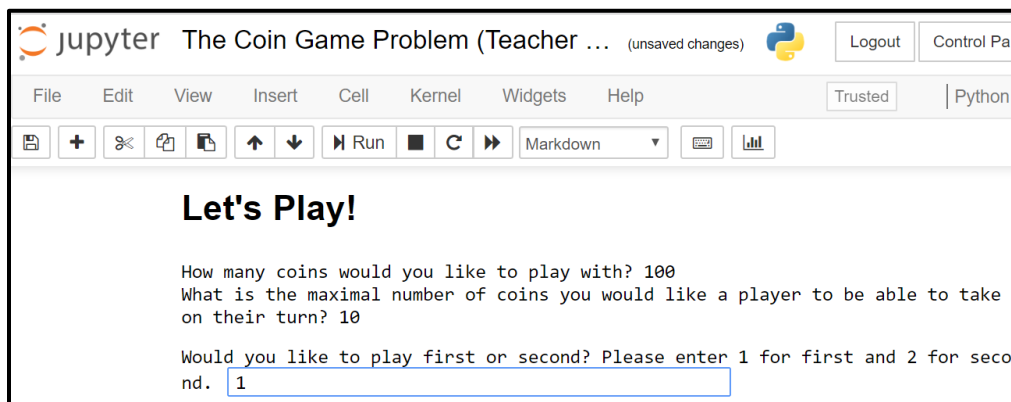 jupyter The Coin Game Problem (Teacher ... (unsaved changes) Logout Control Pa
File Edit View Insert Cell Kernel Widgets Help Trusted Python
Run Markdown
Let's Play!
How many coins would you like to play with? 100
What is the maximal number of coins you would like a player to be able to take
on their turn? 10
Would you like to play first or second? Please enter 1 for first and 2 for seco
nd. 1